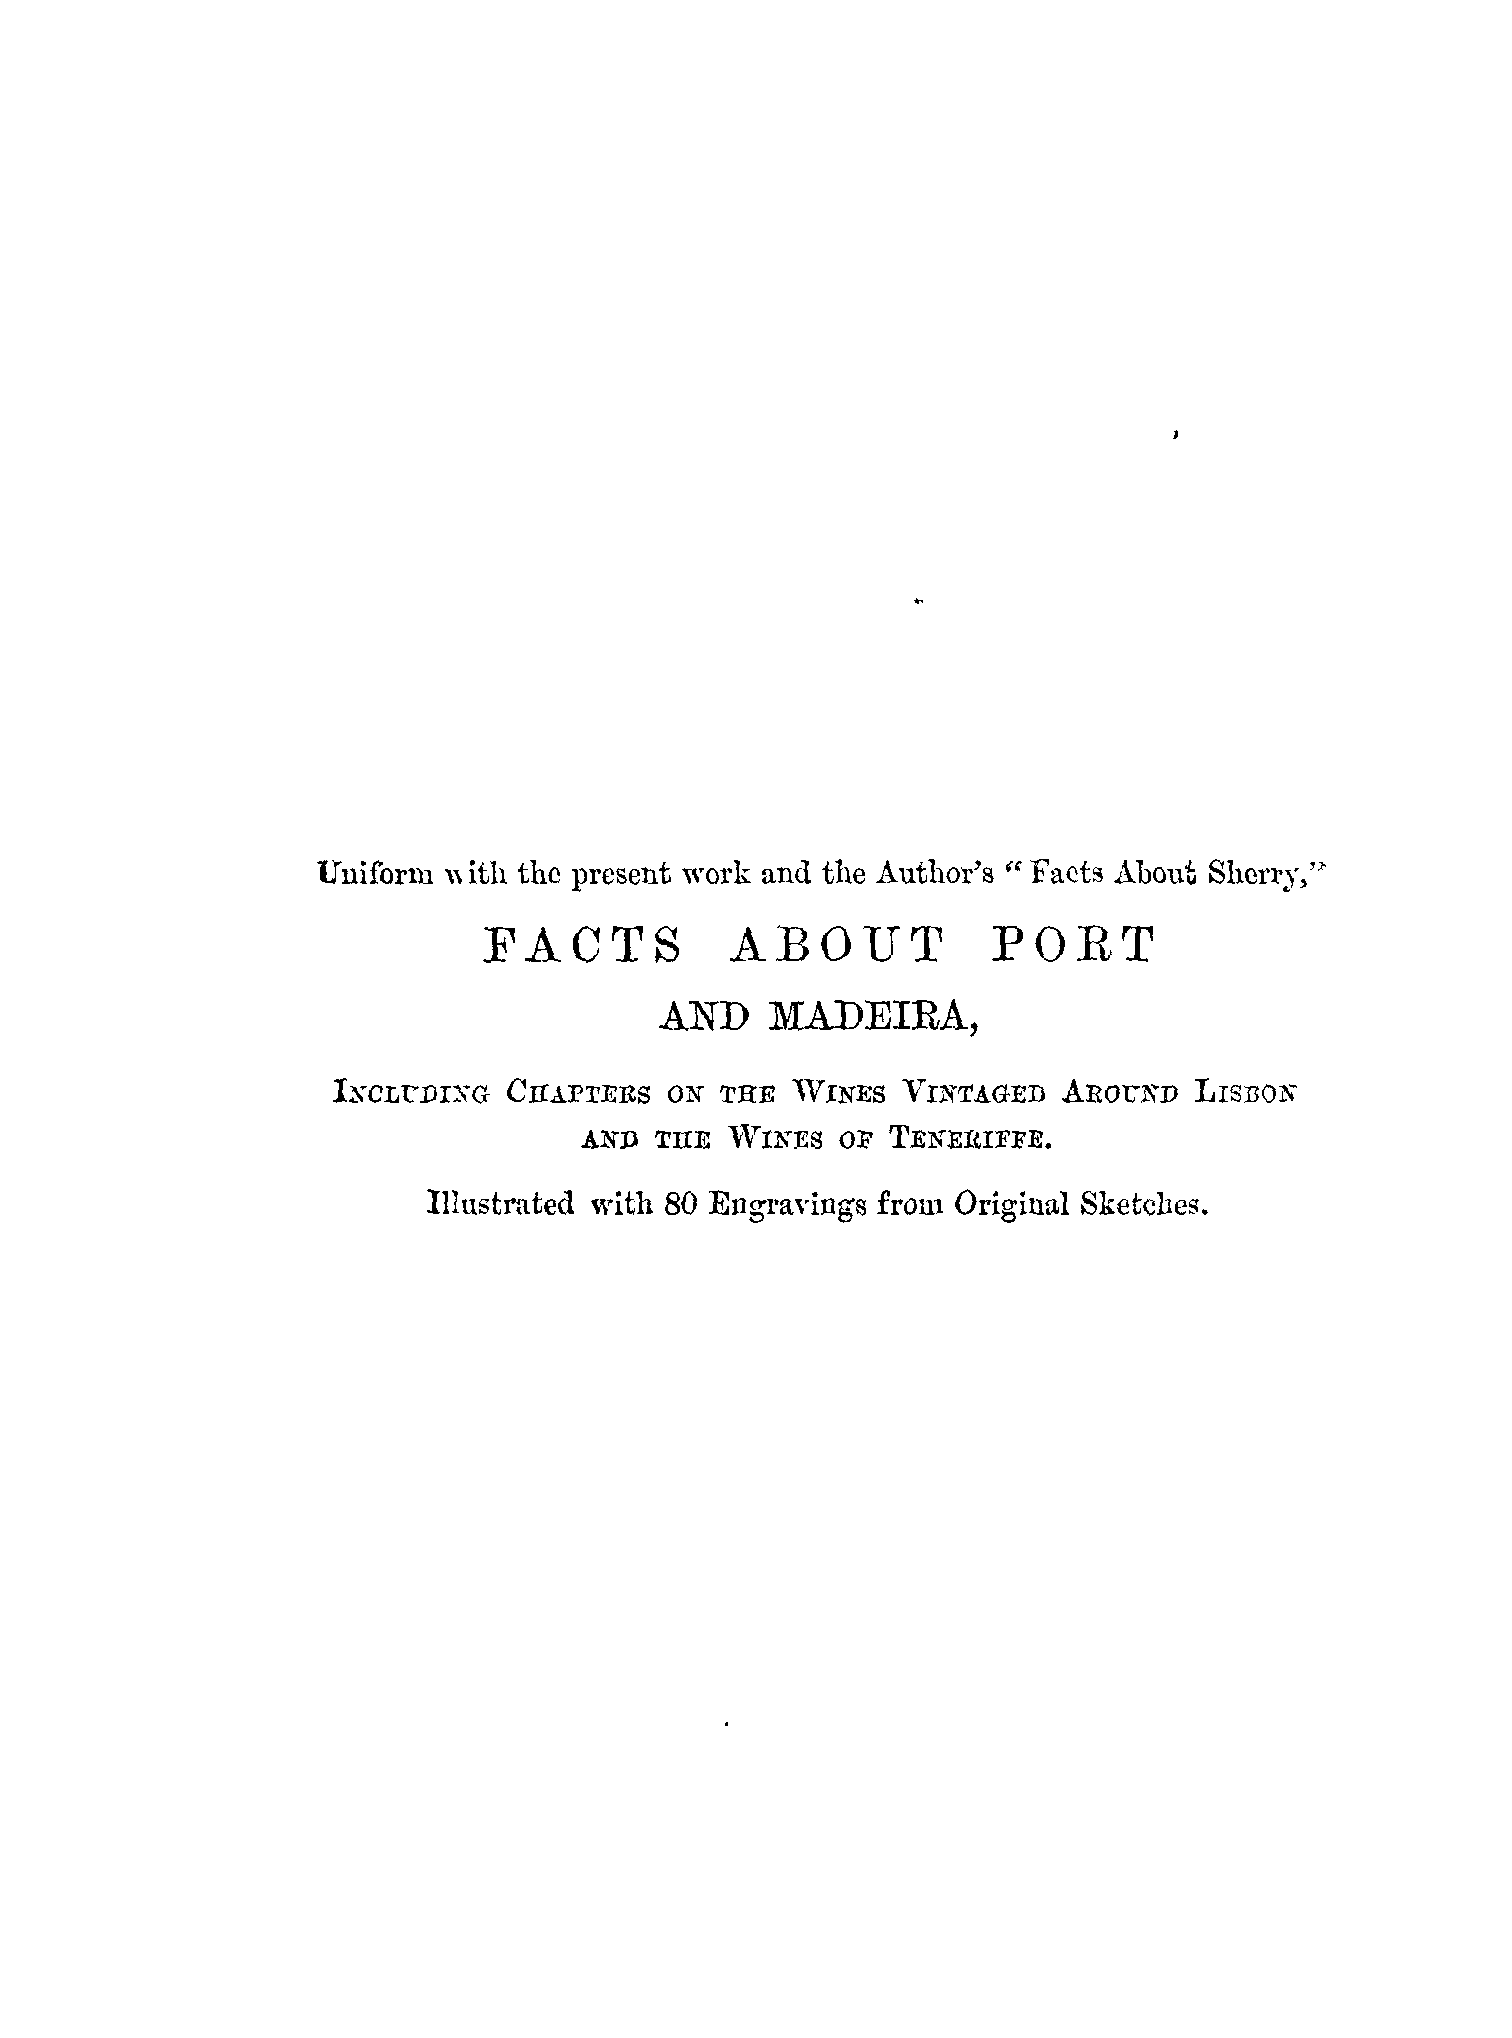 Uniform with the present work and the Author's "Facts About Sherry,"
FACTS ABOUT PORT
AND MADEIRA,
Including Chapters on the Wines Vintaged Around Lisbon
and the Wines of Teneriffe.
Illustrated with 80 Engravings from Original Sketches.